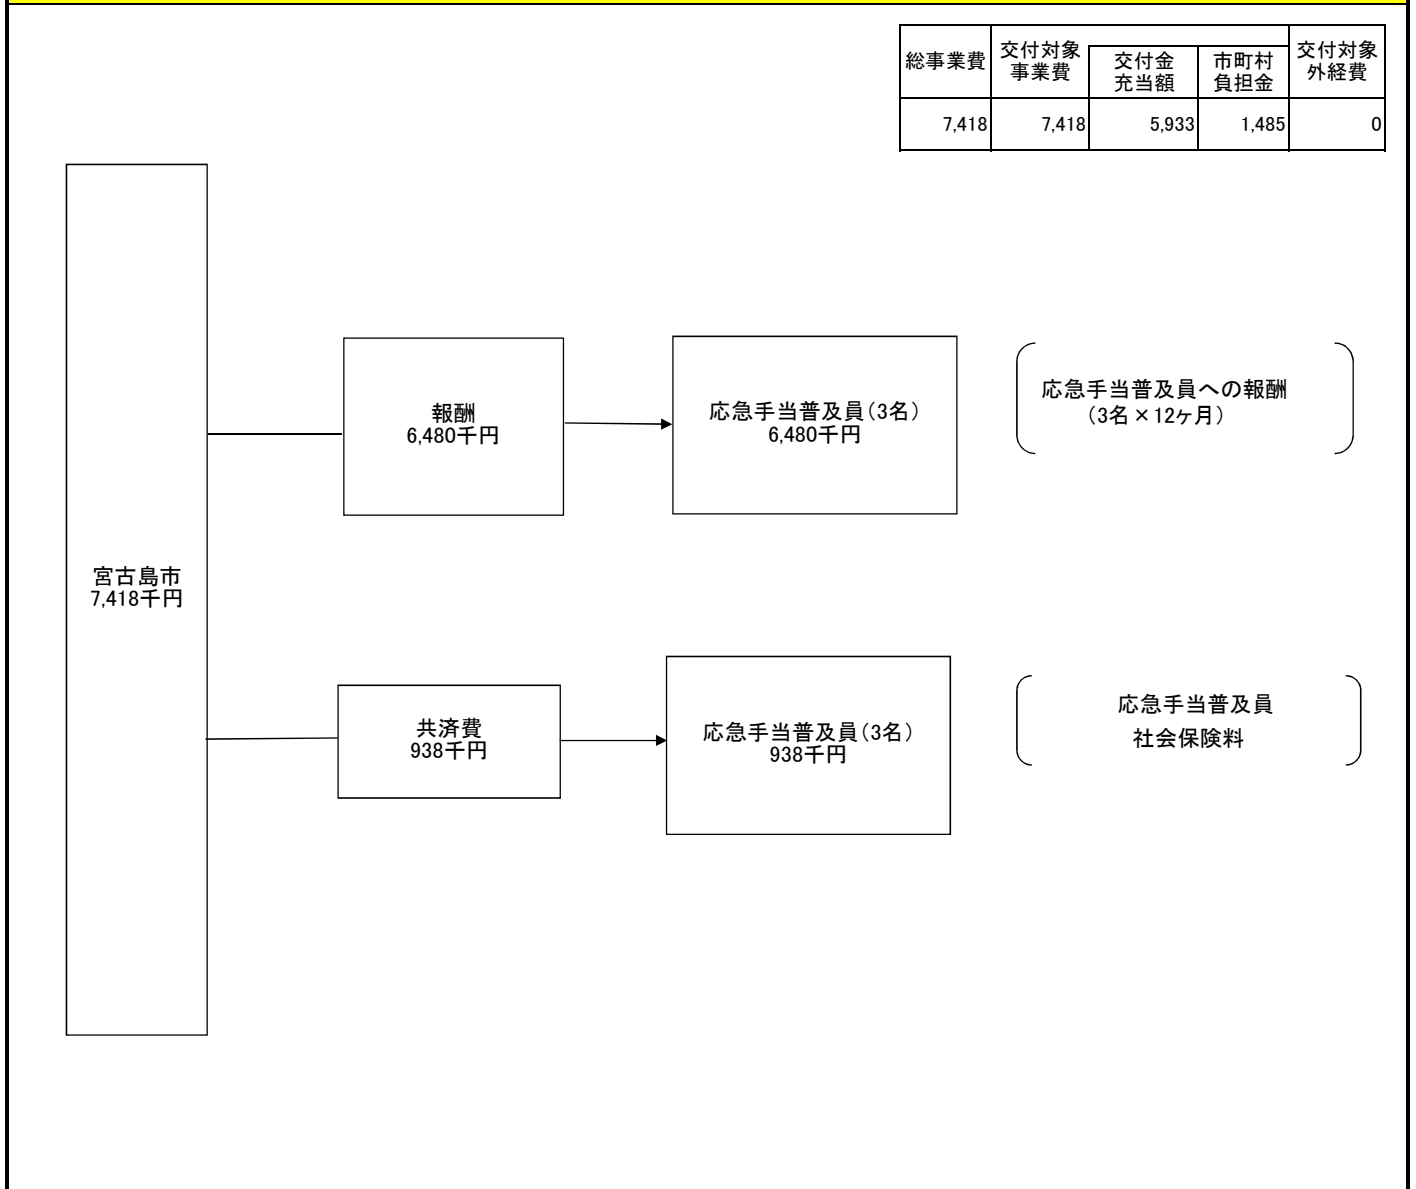 総事業費
交付対象
事業費
交付金
充当額
市町村
負担金
交付対象
外経費
7,418
7,418
5,933
1,485
0
宮古島市
7,418千円
報酬
6,480千円
応急手当普及員（3名）
6,480千円
応急手当普及員への報酬
（3名×12ヶ月）
共済費
938千円
応急手当普及員（3名）
938千円
応急手当普及員
社会保険料